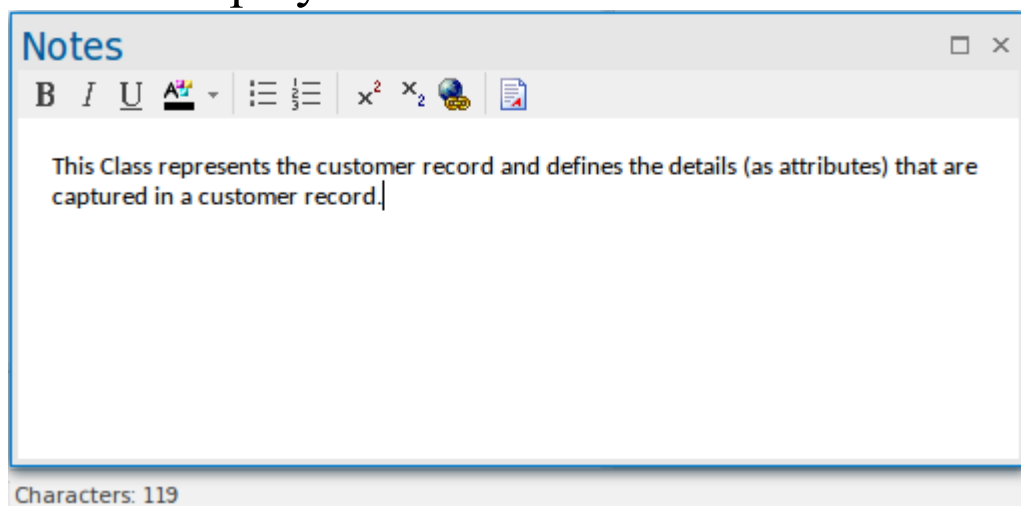 Notes
B I U A
x² x₂
This Class represents the customer record and defines the details (as attributes) that are
captured in a customer record.
Characters: 119